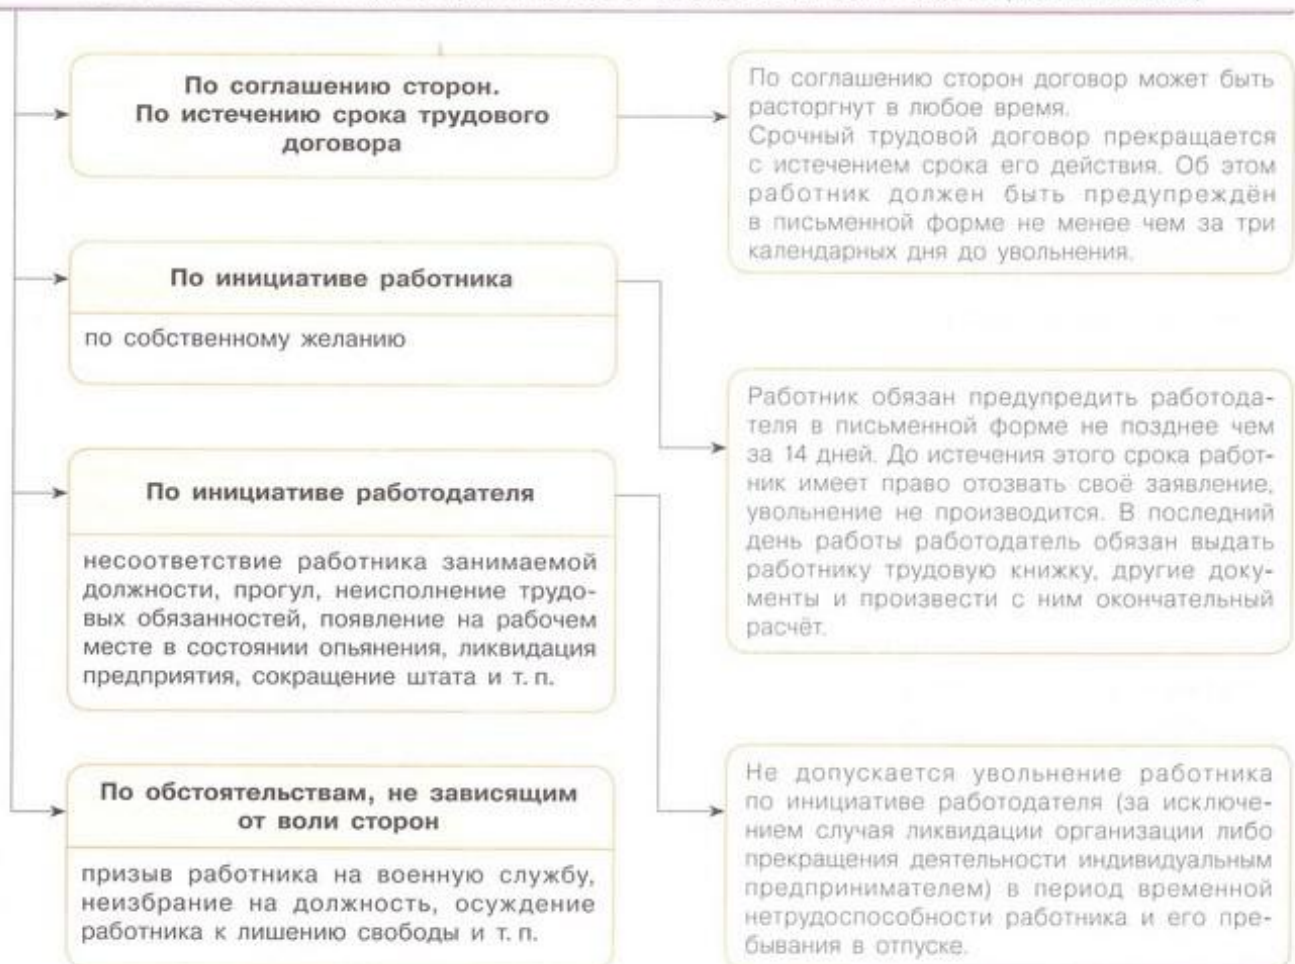 По соглашению сторон.
По истечению срока трудового
договора
По соглашению сторон договор может быть
расторгнут в любое время.
Срочный трудовой договор прекращается
с истечением срока его действия. Об этом
работник должен быть предупреждён
в письменной форме не менее чем за три
календарных дня до увольнения.
По инициативе работника
по собственному желанию
Работник обязан предупредить работода-
теля в письменной форме не позднее чем
за 14 дней. До истечения этого срока работ-
ник имеет право отозвать своё заявление,
увольнение не производится. В последний
день работы работодатель обязан выдать
работнику трудовую книжку, другие доку-
менты и произвести с ним окончательный
расчёт.
По инициативе работодателя
несоответствие работника занимаемой
должности, прогул, неисполнение трудо-
вых обязанностей, появление на рабочем
месте в состоянии опьянения, ликвидация
предприятия, сокращение штата и т. п.
Не допускается увольнение работника
по инициативе работодателя (за исключе-
нием случая ликвидации организации либо
прекращения деятельности индивидуальным
предпринимателем) в период временной
нетрудоспособности работника и его пре-
бывания в отпуске.
По обстоятельствам, не зависящим
от воли сторон
призыв работника на военную службу,
неизбрание на должность, осуждение
работника к лишению свободы и т. п.